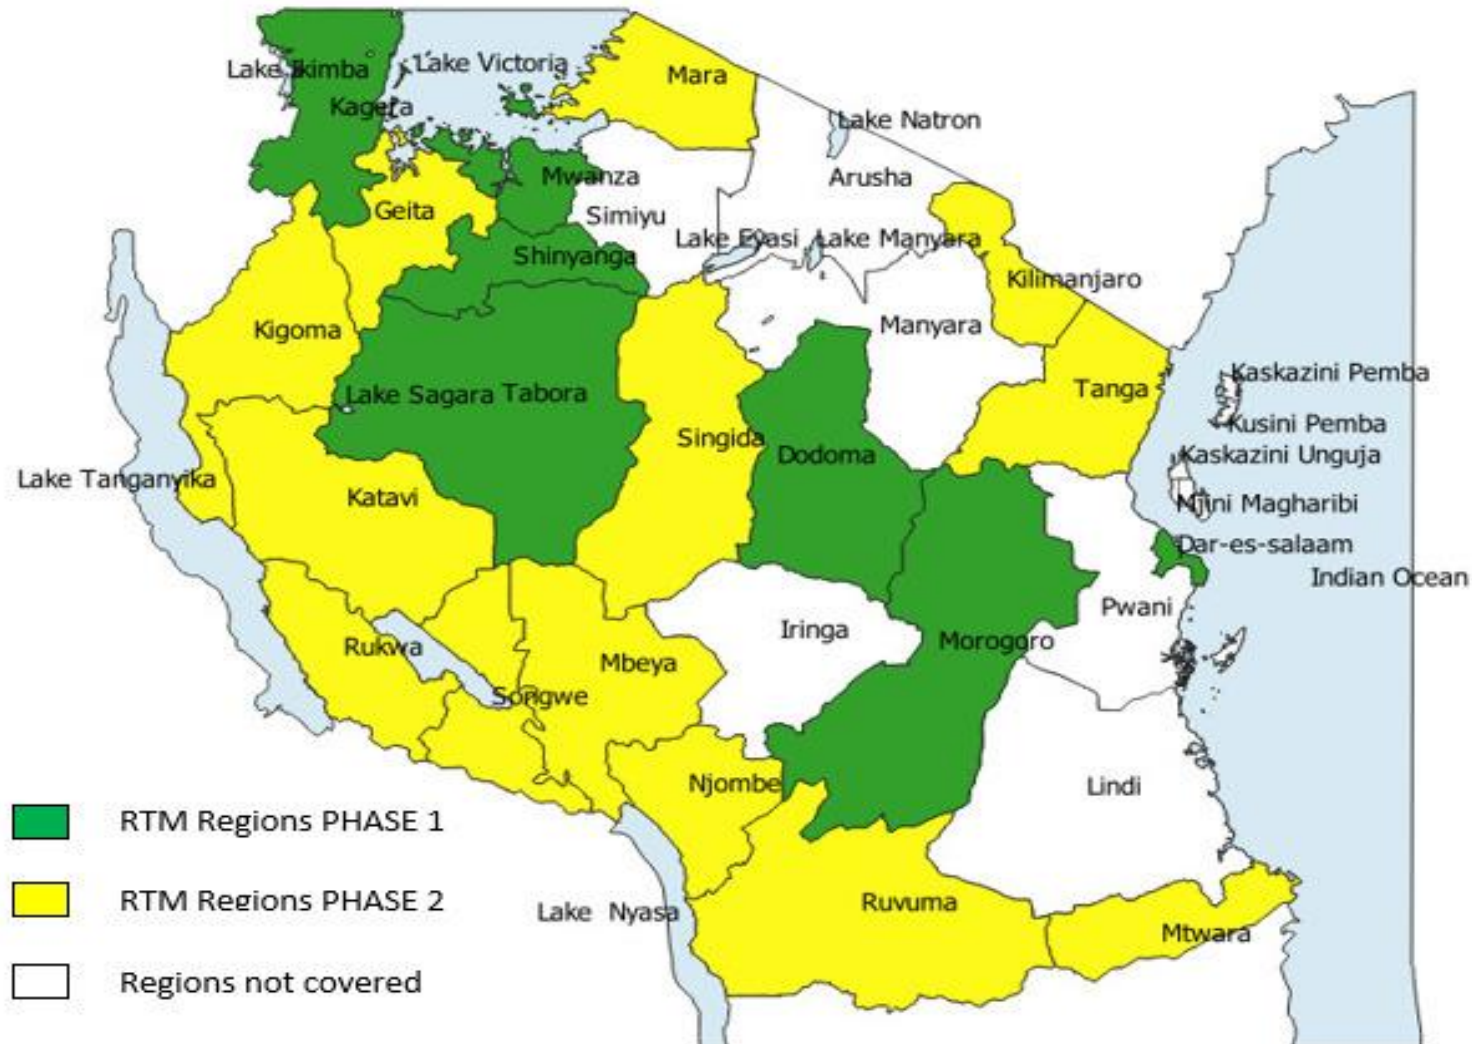 Lake Ikimba
Lake Victoria
Mara
Kagera
Lake Natron
Mwanza
Arusha
Geita
Simiyu
Lake Eyasi
Lake Manyara
Shinyanga
Kilimanjaro
Kigoma
Manyara
Kaskazini Pemba
Lake Sagara
Tabora
Tanga
Kusini Pemba
Singida
Dodoma
Kaskazini Unguja
Lake Tanganyika
Katavi
Mjini Magharibi
Dar-es-salaam
Indian Ocean
Pwani
Iringa
Morogoro
Rukwa
Mbeya
Songwe
Njombe
Lindi
RTM Regions PHASE 1
RTM Regions PHASE 2
Lake Nyasa
Ruvuma
Mtwara
Regions not covered